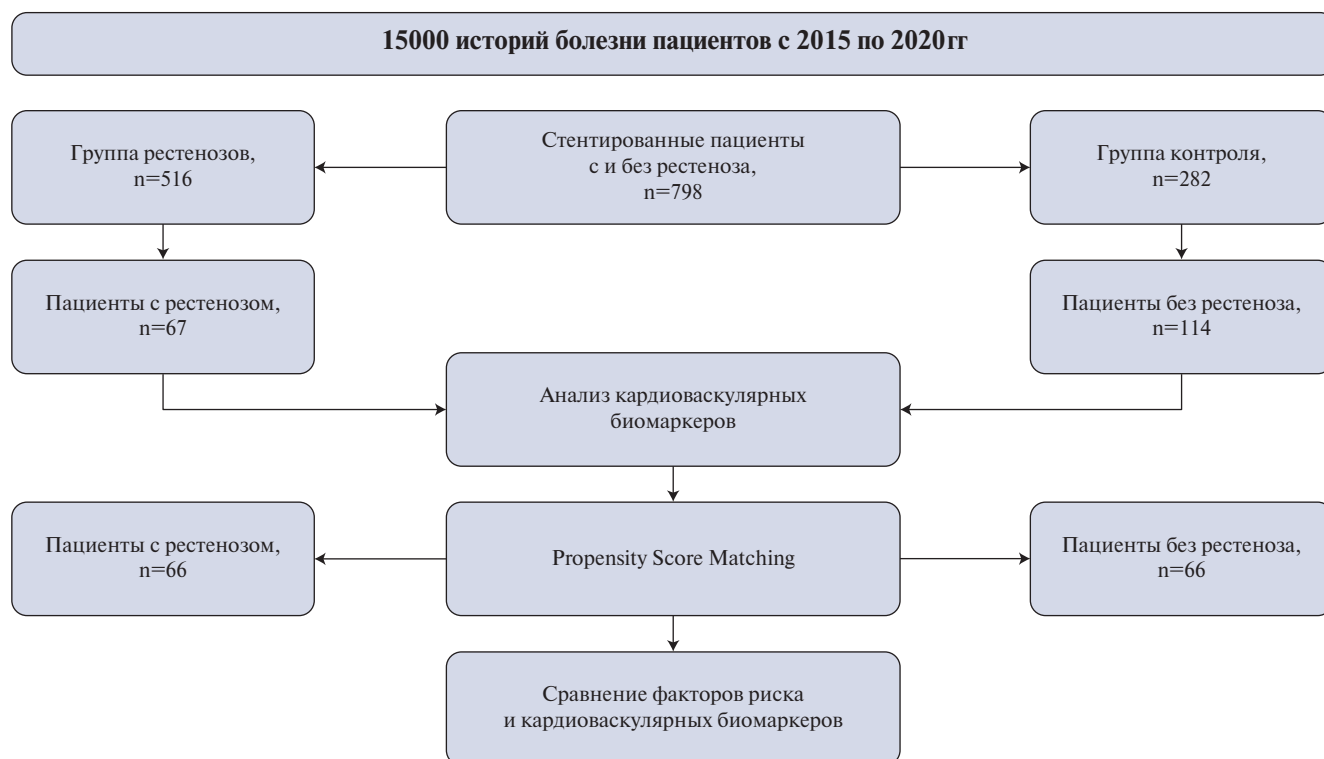 15000 историй болезни пациентов с 2015 по 2020гг
Группа рестенозов,
n=516
Стентированные пациенты
с и без рестеноза,
n=798
Группа контроля,
n=282
Пациенты с рестенозом,
n=67
Пациенты без рестеноза,
n=114
Анализ кардиоваскулярных
биомаркеров
Пациенты с рестенозом,
n=66
Propensity Score Matching
Пациенты без рестеноза,
n=66
Сравнение факторов риска
и кардиоваскулярных биомаркеров